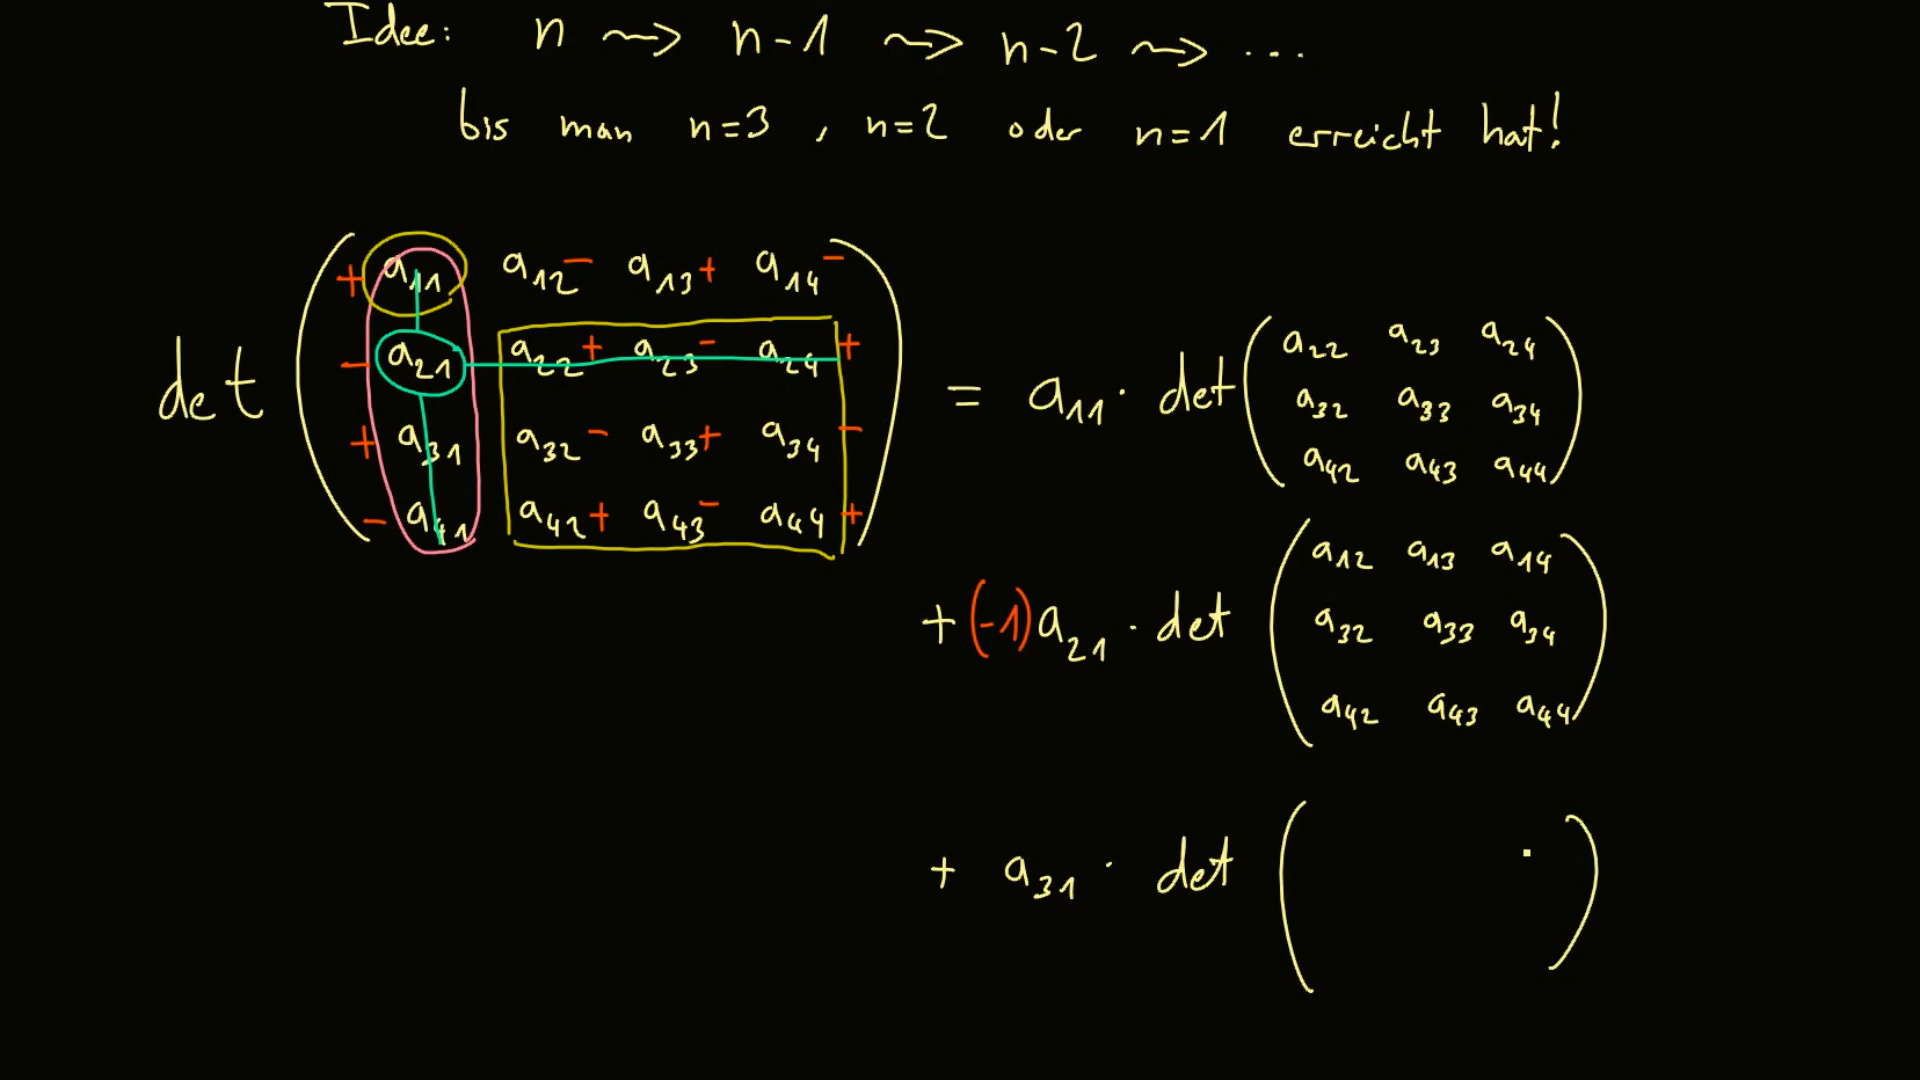 Idee: n ⇝ n-1 ⇝ n-2 ⇝ ...
bis man n=3 , n=2 oder n=1 erreicht hat!
+ a₁₁ a₁₂ - a₁₃ + a₁₄ -
- a₂₁ a₂₂ + a₂₃ - a₂₄ +
det ( ) = a₁₁ · det
+ a₃₁ a₃₂ - a₃₃ + a₃₄ -
- a₄₁ a₄₂ + a₄₃ - a₄₄ +
a₂₂ a₂₃ a₂₄
a₃₂ a₃₃ a₃₄
a₄₂ a₄₃ a₄₄
+ (-1) a₂₁ · det
a₁₂ a₁₃ a₁₄
a₃₂ a₃₃ a₃₄
a₄₂ a₄₃ a₄₄
+ a₃₁ · det ( )